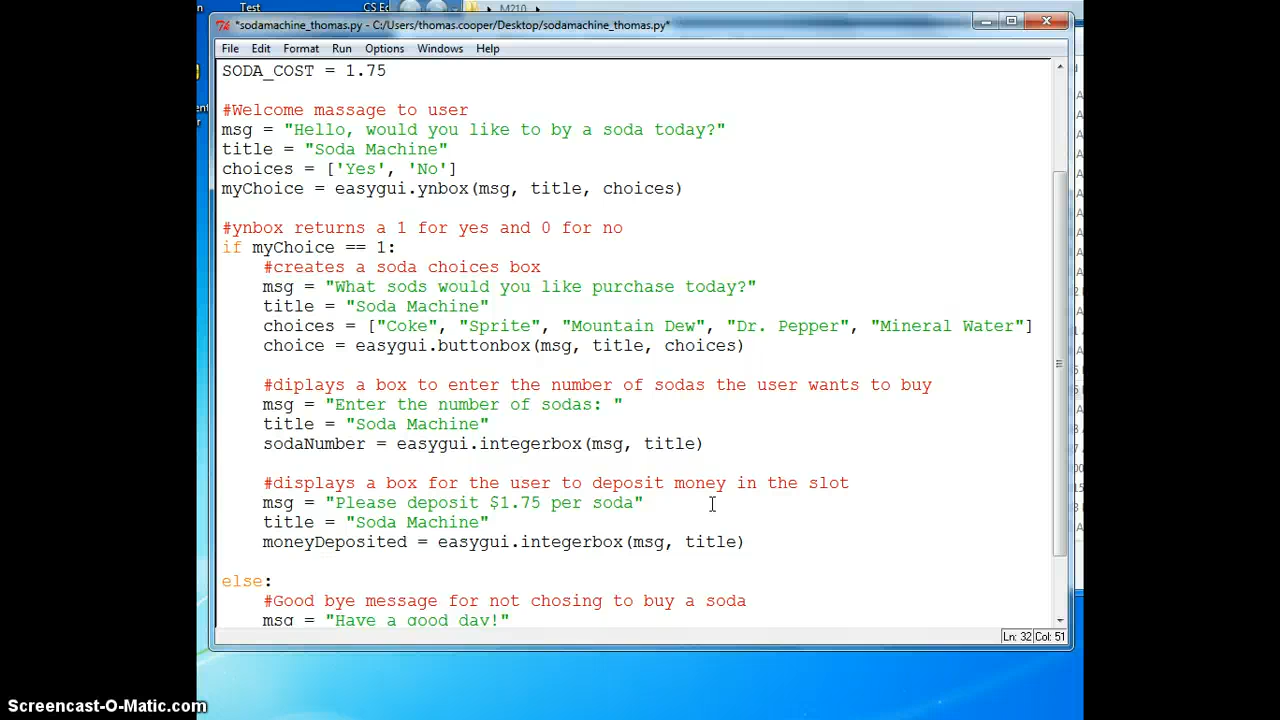 Test
CS Ec
M210
*sodamachine_thomas.py - C:/Users/thomas.cooper/Desktop/sodamachine_thomas.py*
File Edit Format Run Options Windows Help
SODA_COST = 1.75
#Welcome massage to user
msg = "Hello, would you like to by a soda today?"
title = "Soda Machine"
choices = ['Yes', 'No']
myChoice = easygui.ynbox(msg, title, choices)
#ynbox returns a 1 for yes and 0 for no
if myChoice == 1:
    #creates a soda choices box
    msg = "What sods would you like purchase today?"
    title = "Soda Machine"
    choices = ["Coke", "Sprite", "Mountain Dew", "Dr. Pepper", "Mineral Water"]
    choice = easygui.buttonbox(msg, title, choices)
    #diplays a box to enter the number of sodas the user wants to buy
    msg = "Enter the number of sodas: "
    title = "Soda Machine"
    sodaNumber = easygui.integerbox(msg, title)
    #displays a box for the user to deposit money in the slot
    msg = "Please deposit $1.75 per soda"
    title = "Soda Machine"
    moneyDeposited = easygui.integerbox(msg, title)
else:
    #Good bye message for not chosing to buy a soda
    msg = "Have a good day!"
Ln: 32 Col: 51
Screencast-O-Matic.com